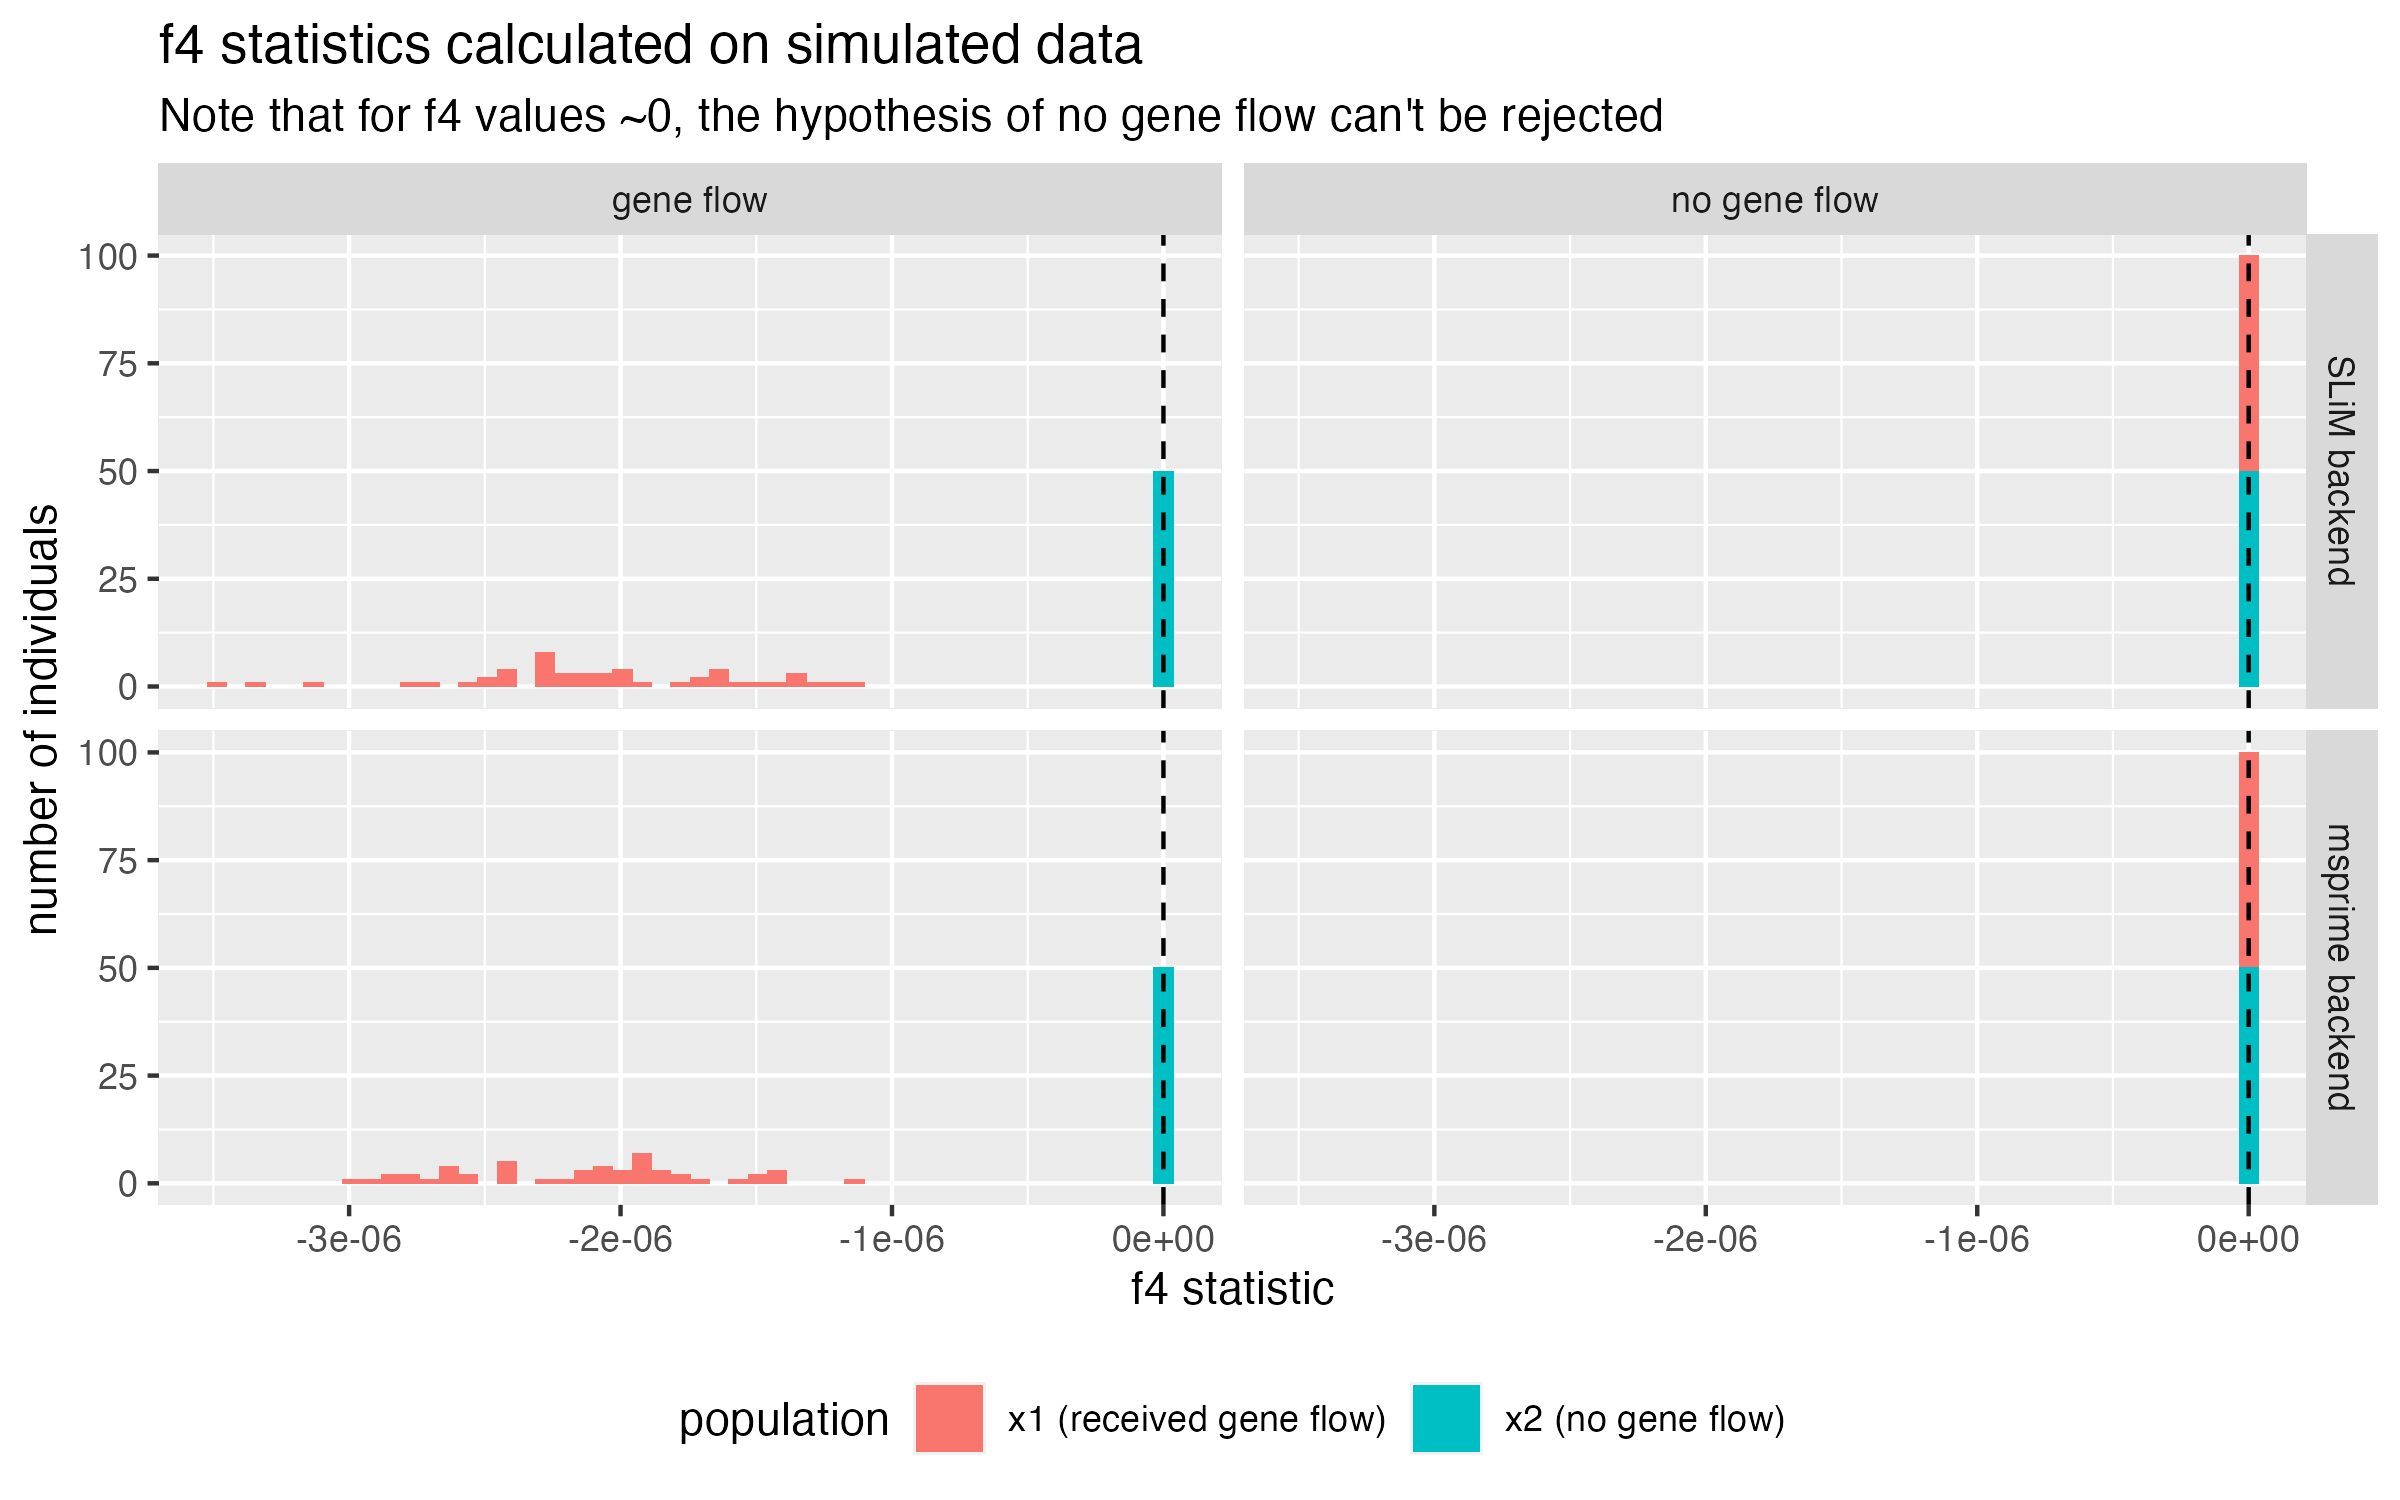 f4 statistics calculated on simulated data
Note that for f4 values ~0, the hypothesis of no gene flow can't be rejected
gene flow
no gene flow
100
75
50
25
0
SLiM backend
100
75
50
25
0
msprime backend
number of individuals
-3e-06
-2e-06
-1e-06
0e+00
-3e-06
-2e-06
-1e-06
0e+00
f4 statistic
population
x1 (received gene flow)
x2 (no gene flow)